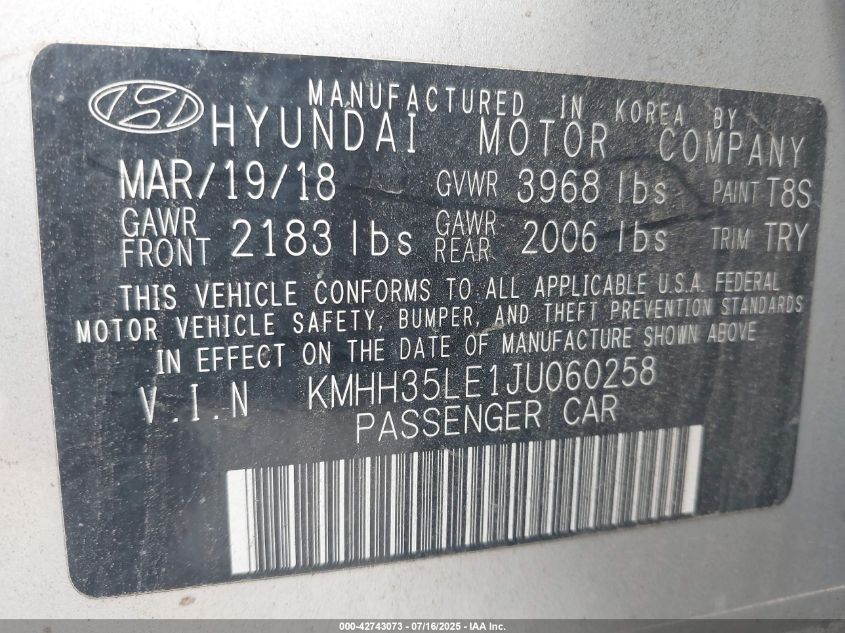 MANUFACTURED IN KOREA BY
HYUNDAI MOTOR COMPANY
MAR/19/18 GVWR 3968 lbs PAINT T8S
GAWR FRONT 2183 lbs GAWR REAR 2006 lbs TRIM TRY
THIS VEHICLE CONFORMS TO ALL APPLICABLE U.S.A. FEDERAL
MOTOR VEHICLE SAFETY, BUMPER, AND THEFT PREVENTION STANDARDS
IN EFFECT ON THE DATE OF MANUFACTURE SHOWN ABOVE
V.I.N KMHH35LE1JU060258
PASSENGER CAR
000-42743073 - 07/16/2025 - IAA Inc.